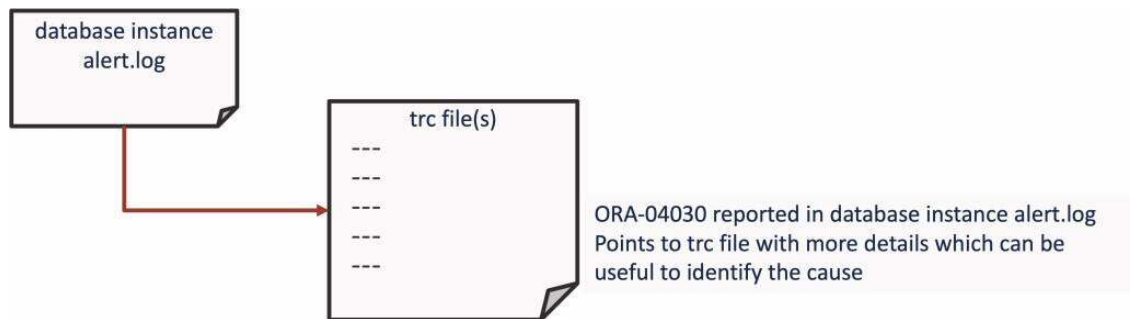 database instance
alert.log
trc file(s)
---
---
---
---
---
ORA-04030 reported in database instance alert.log
Points to trc file with more details which can be
useful to identify the cause